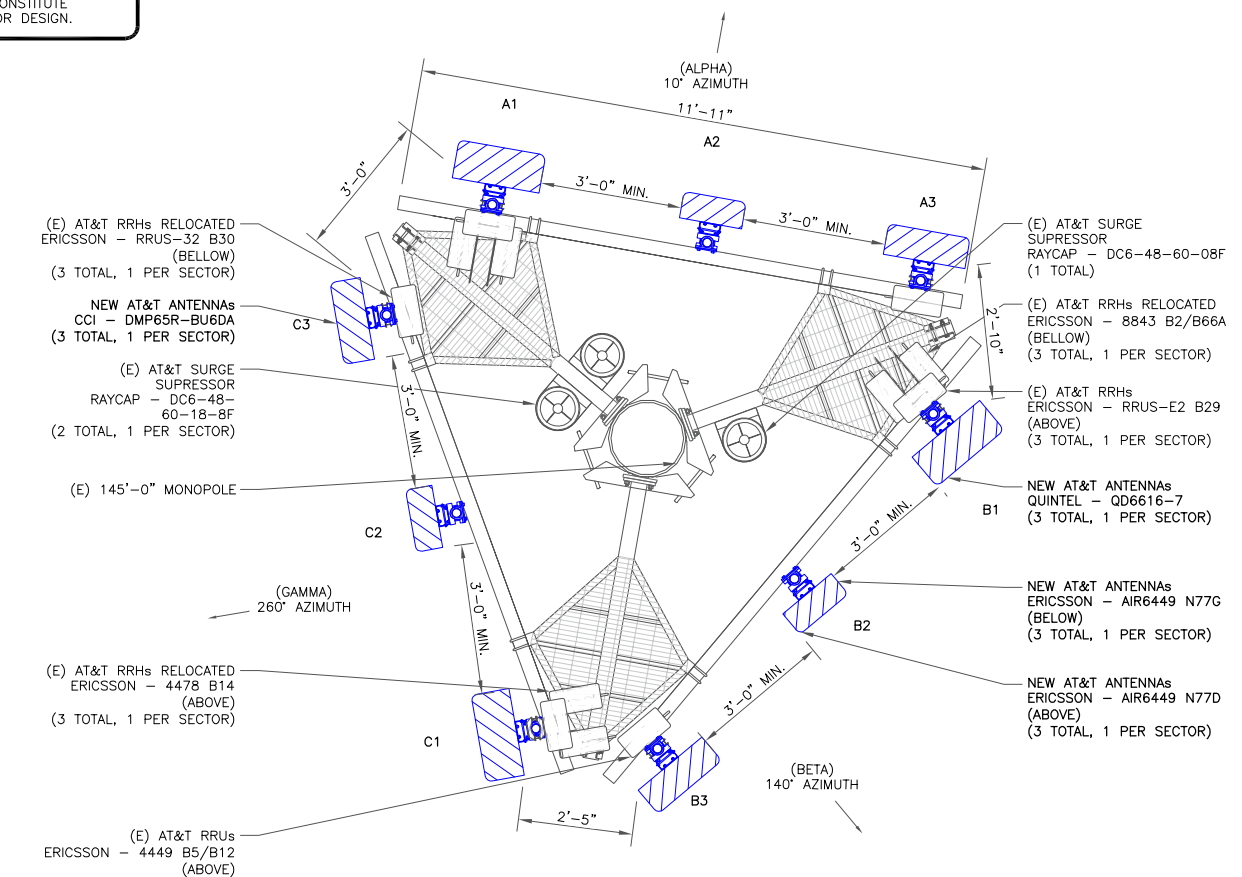 ONSTITUTE
OR DESIGN.
(ALPHA)
10° AZIMUTH
11'-11"
A1
A2
A3
3'-0"
3'-0" MIN.
3'-0" MIN.
2'-10"
(E) AT&T RRHs RELOCATED
ERICSSON – RRUS-32 B30
(BELLOW)
(3 TOTAL, 1 PER SECTOR)
NEW AT&T ANTENNAs
CCI – DMP65R-BU6DA
(3 TOTAL, 1 PER SECTOR)
(E) AT&T SURGE
SUPRESSOR
RAYCAP – DC6-48-
60-18-8F
(2 TOTAL, 1 PER SECTOR)
(E) 145'-0" MONOPOLE
C3
3'-0" MIN.
C2
3'-0" MIN.
(GAMMA)
260° AZIMUTH
(E) AT&T RRHs RELOCATED
ERICSSON – 4478 B14
(ABOVE)
(3 TOTAL, 1 PER SECTOR)
C1
(E) AT&T RRUs
ERICSSON – 4449 B5/B12
(ABOVE)
2'-5"
(E) AT&T SURGE
SUPRESSOR
RAYCAP – DC6-48-60-08F
(1 TOTAL)
(E) AT&T RRHs RELOCATED
ERICSSON – 8843 B2/B66A
(BELLOW)
(3 TOTAL, 1 PER SECTOR)
(E) AT&T RRHs
ERICSSON – RRUS-E2 B29
(ABOVE)
(3 TOTAL, 1 PER SECTOR)
NEW AT&T ANTENNAs
QUINTEL – QD6616-7
(3 TOTAL, 1 PER SECTOR)
B1
3'-0" MIN.
NEW AT&T ANTENNAs
ERICSSON – AIR6449 N77G
(BELOW)
(3 TOTAL, 1 PER SECTOR)
B2
3'-0" MIN.
NEW AT&T ANTENNAs
ERICSSON – AIR6449 N77D
(ABOVE)
(3 TOTAL, 1 PER SECTOR)
B3
(BETA)
140° AZIMUTH